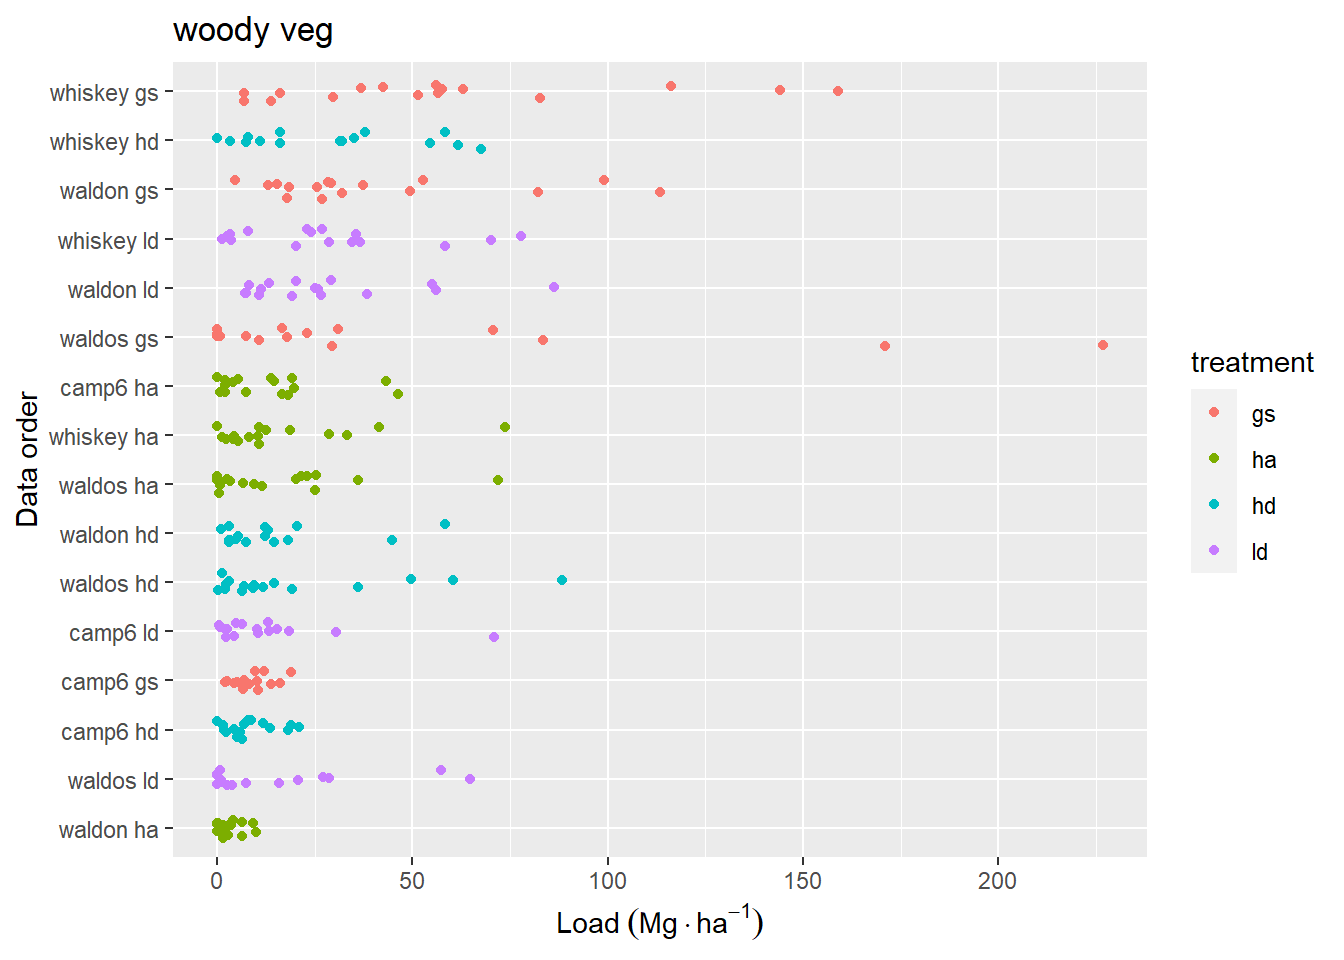 woody veg
whiskey gs
whiskey hd
waldon gs
whiskey ld
waldon ld
waldos gs
camp6 ha
whiskey ha
waldos ha
waldon hd
waldos hd
camp6 ld
camp6 gs
camp6 hd
waldos ld
waldon ha
Data order
0 50 100 150 200
Load (Mg·ha⁻¹)
treatment
gs
ha
hd
ld